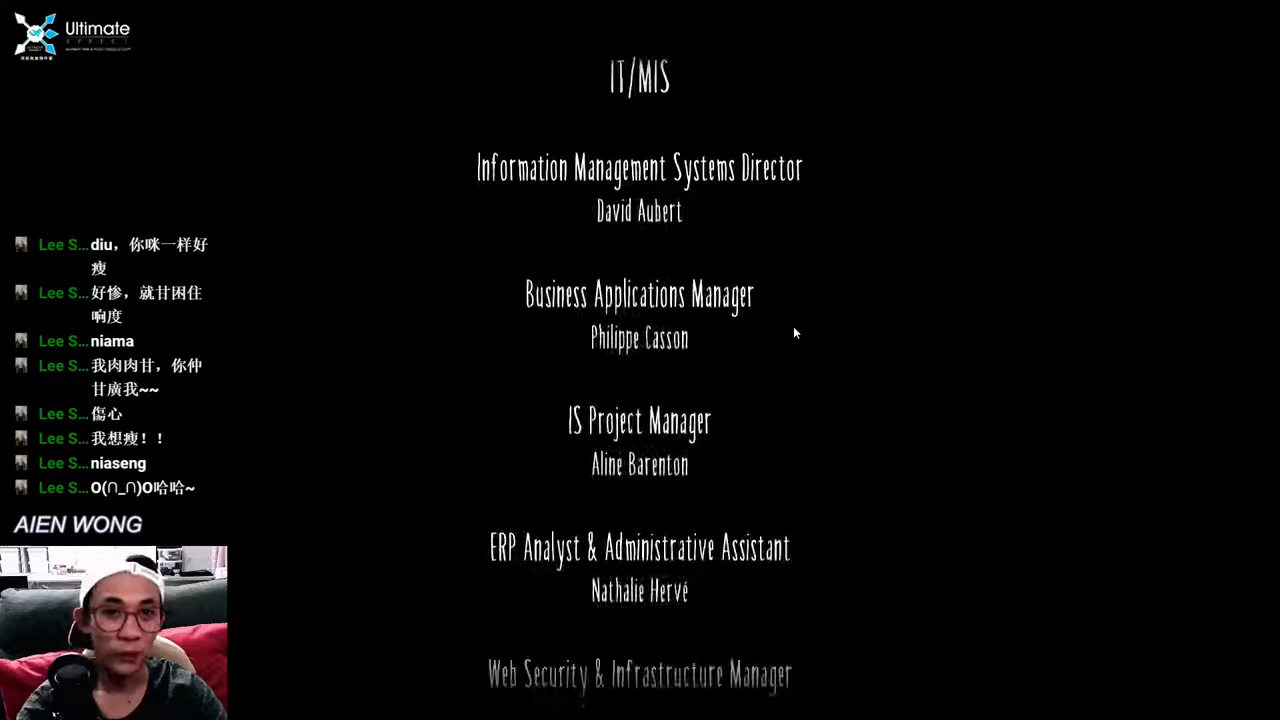 Ultimate
EFFECT
IT/MIS
Information Management Systems Director
David Aubert
Business Applications Manager
Philippe Casson
IS Project Manager
Aline Barenton
ERP Analyst & Administrative Assistant
Nathalie Hervé
Web Security & Infrastructure Manager
Lee S... diu，你咪一样好
瘦
Lee S... 好惨，就甘困住
响度
Lee S... niama
Lee S... 我肉肉甘，你仲
甘廣我~~
Lee S... 傷心
Lee S... 我想瘦！！
Lee S... niaseng
Lee S... O(∩_∩)O哈哈~
AIEN WONG